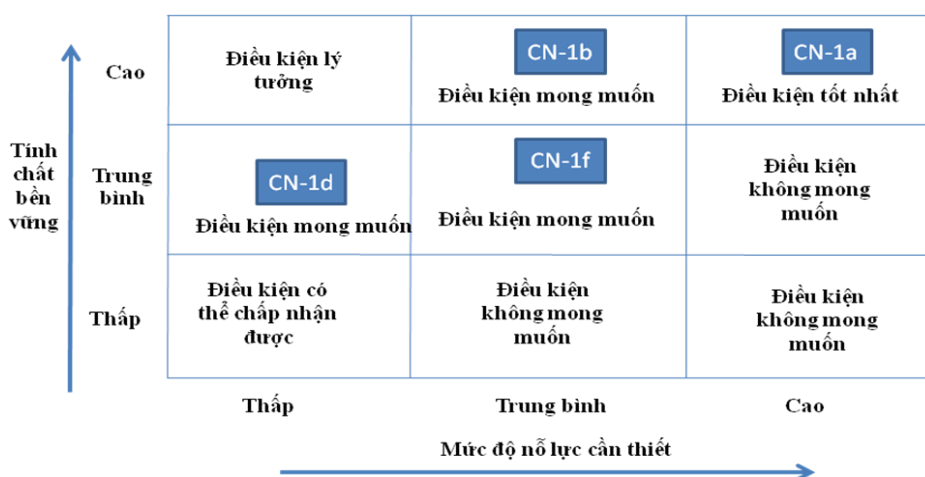 Tính
chất
bền
vững
Cao
Điều kiện lý
tưởng
CN-1b
Điều kiện mong muốn
CN-1a
Điều kiện tốt nhất
Trung
bình
CN-1d
Điều kiện mong muốn
CN-1f
Điều kiện mong muốn
Điều kiện
không mong
muốn
Thấp
Điều kiện có
thể chấp nhận
được
Điều kiện
không mong
muốn
Điều kiện
không mong
muốn
Thấp
Trung bình
Cao
Mức độ nỗ lực cần thiết